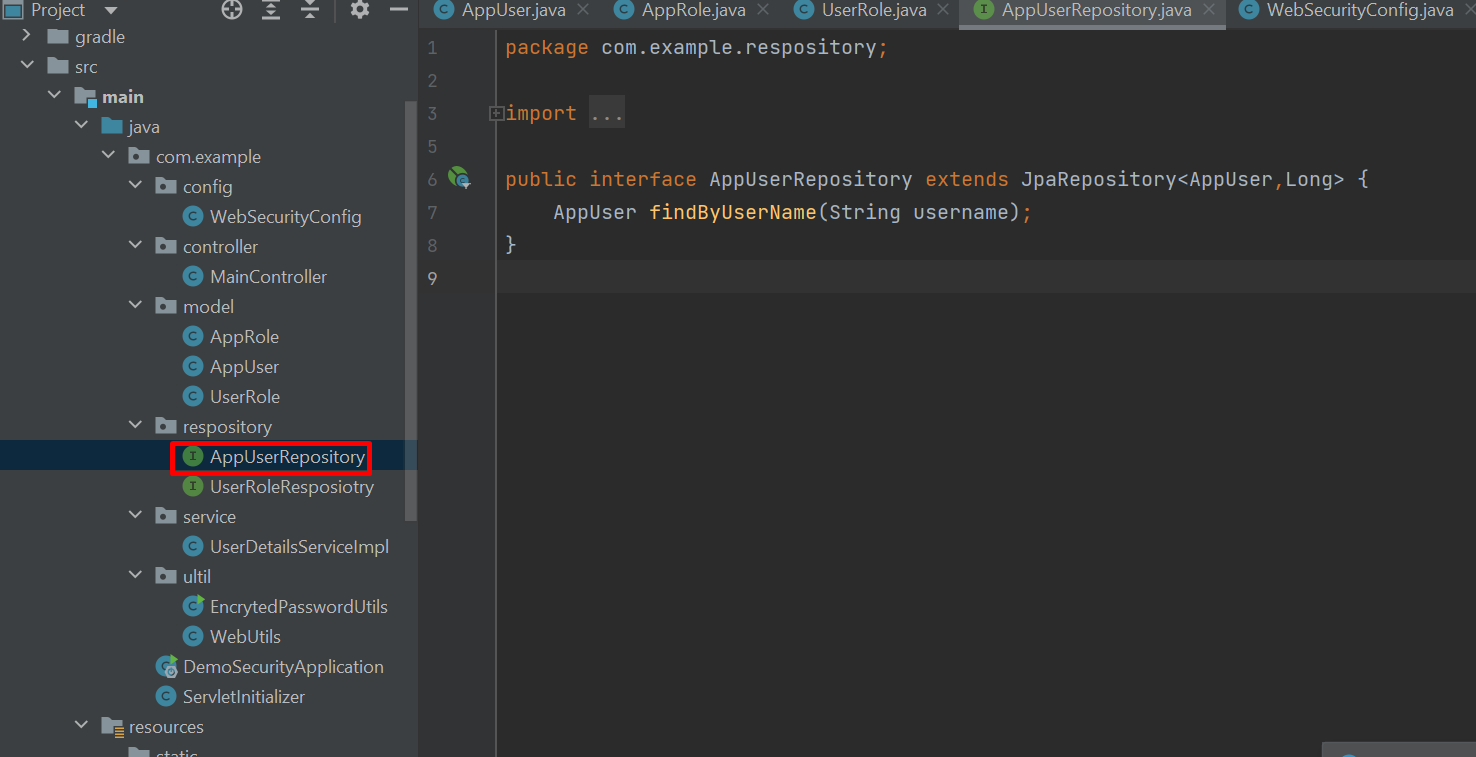 Project
gradle
src
main
java
com.example
config
WebSecurityConfig
controller
MainController
model
AppRole
AppUser
UserRole
respository
AppUserRepository
UserRoleResposiotry
service
UserDetailsServiceImpl
ultil
EncrytedPasswordUtils
WebUtils
DemoSecurityApplication
ServletInitializer
resources
static
AppUser.java AppRole.java UserRole.java AppUserRepository.java WebSecurityConfig.java
1 package com.example.respository;
2
3 import ...
5
6 public interface AppUserRepository extends JpaRepository<AppUser,Long> {
7 AppUser findByUserName(String username);
8 }
9